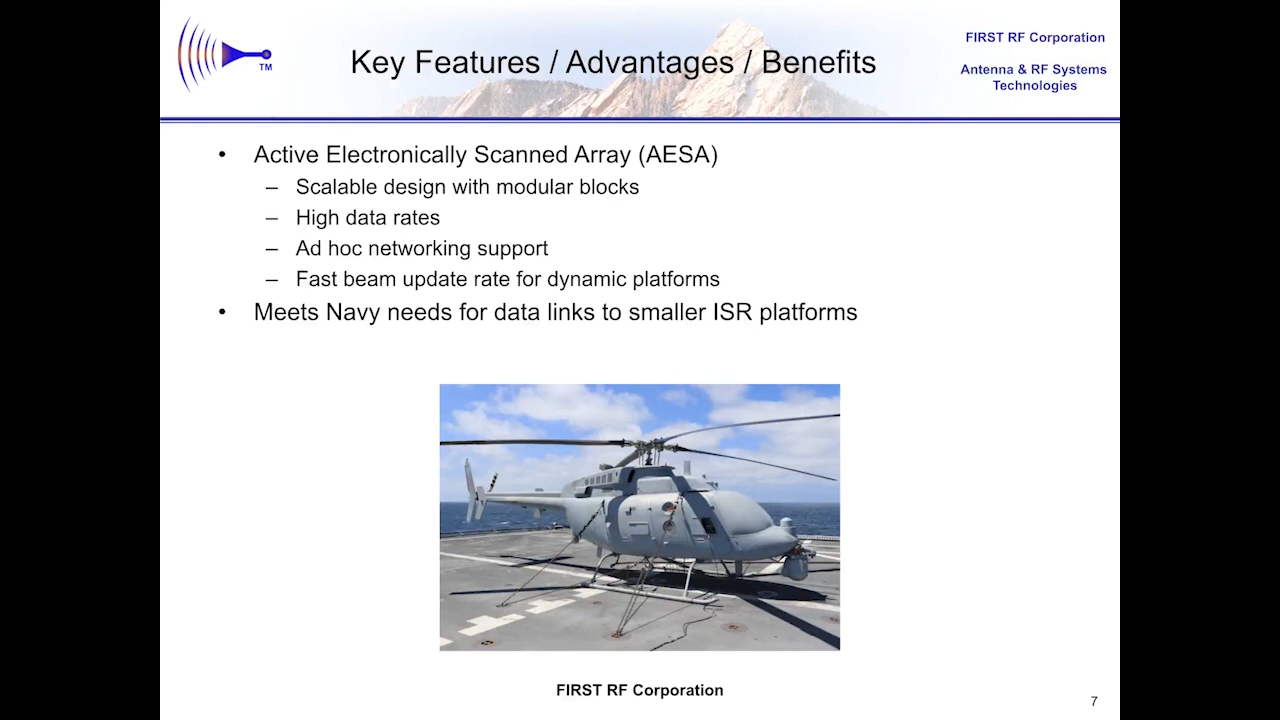 TM
Key Features / Advantages / Benefits
FIRST RF Corporation
Antenna & RF Systems
Technologies
• Active Electronically Scanned Array (AESA)
– Scalable design with modular blocks
– High data rates
– Ad hoc networking support
– Fast beam update rate for dynamic platforms
• Meets Navy needs for data links to smaller ISR platforms
FIRST RF Corporation
7